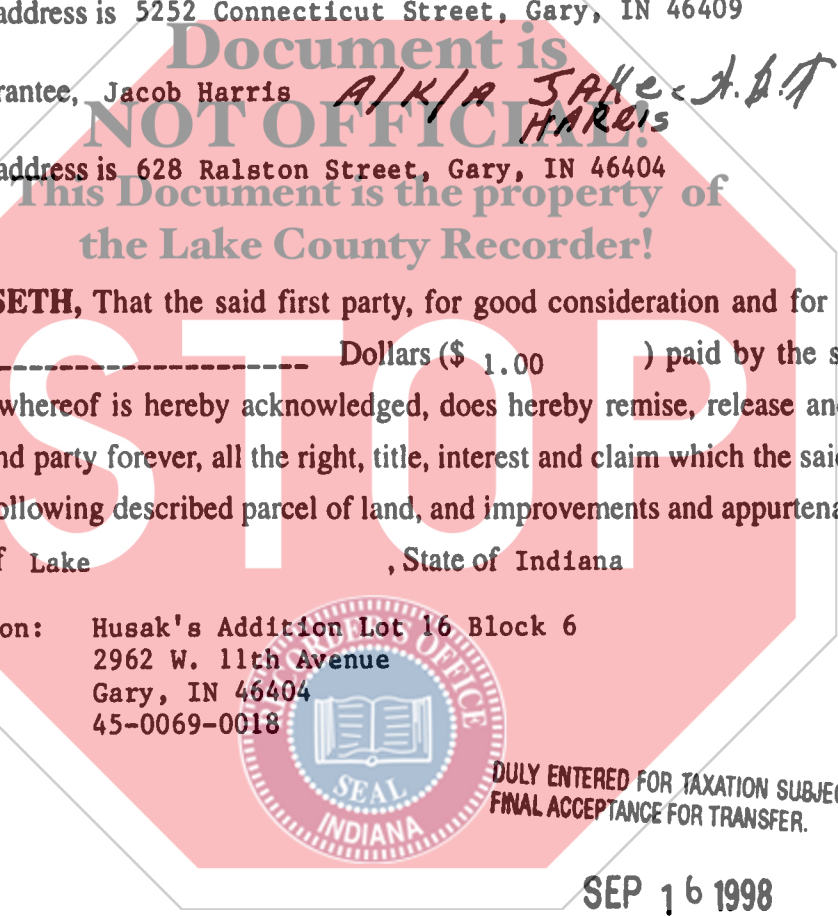 address is 5252 Connecticut Street, Gary, IN 46409
Document is
rantee, Jacob Harris A/K/A JAKe
HARRIS
NOT OFFICIAL!
address is 628 Ralston Street, Gary, IN 46404
This Document is the property of
the Lake County Recorder!
SETH, That the said first party, for good consideration and for
Dollars ($ 1.00 ) paid by the s
whereof is hereby acknowledged, does hereby remise, release an
nd party forever, all the right, title, interest and claim which the sai
ollowing described parcel of land, and improvements and appurtena
f Lake , State of Indiana
STOP
on: Husak's Addition Lot 16 Block 6
2962 W. 11th Avenue
Gary, IN 46404
45-0069-0018
RECORDER'S OFFICE
SEAL
INDIANA
DULY ENTERED FOR TAXATION SUBJEC
FINAL ACCEPTANCE FOR TRANSFER.
SEP 16 1998